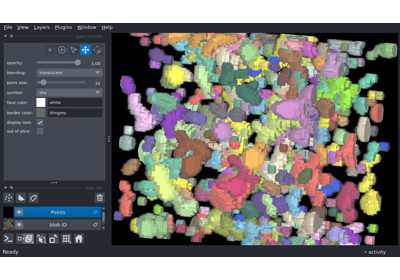 File View Layers Plugins Window Help
opacity: 1.00
blending: translucent
point size: 10
symbol: disc
face color: white
border color: dimgrey
display text: ✓
out of slice:
Points
blob ID
Ready
activity